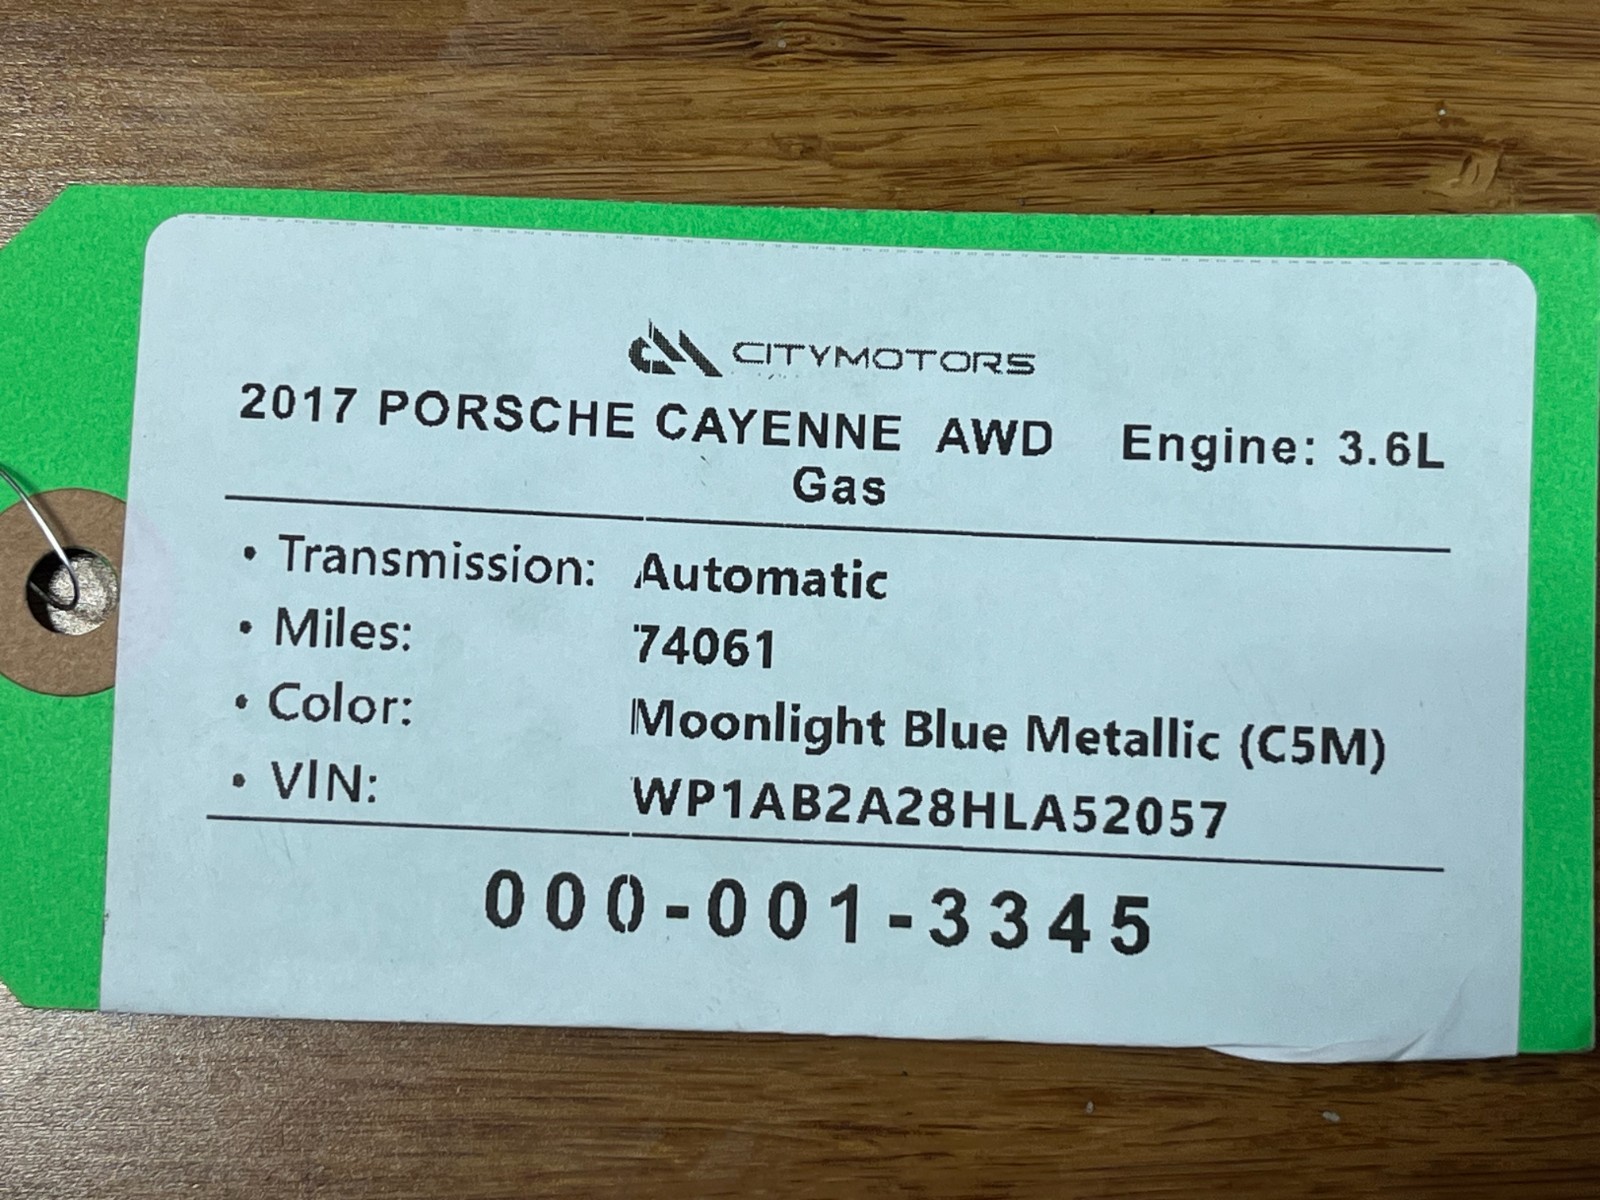 CITYMOTORS
2017 PORSCHE CAYENNE AWD Engine: 3.6L
Gas
• Transmission: Automatic
• Miles: 74061
• Color: Moonlight Blue Metallic (C5M)
• VIN: WP1AB2A28HLA52057
000-001-3345